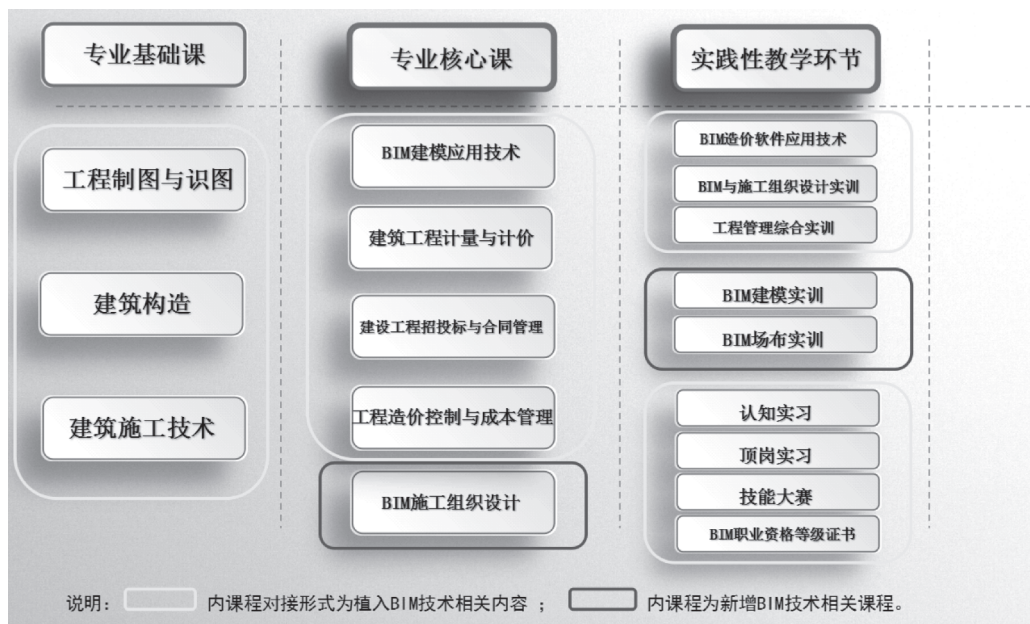 专业基础课
专业核心课
实践性教学环节
工程制图与识图
建筑构造
建筑施工技术
BIM建模应用技术
建筑工程计量与计价
建设工程招投标与合同管理
工程造价控制与成本管理
BIM施工组织设计
BIM造价软件应用技术
BIM与施工组织设计实训
工程管理综合实训
BIM建模实训
BIM场布实训
认知实习
顶岗实习
技能大赛
BIM职业资格等级证书
说明： 内课程对接形式为植入BIM技术相关内容 ； 内课程为新增BIM技术相关课程。